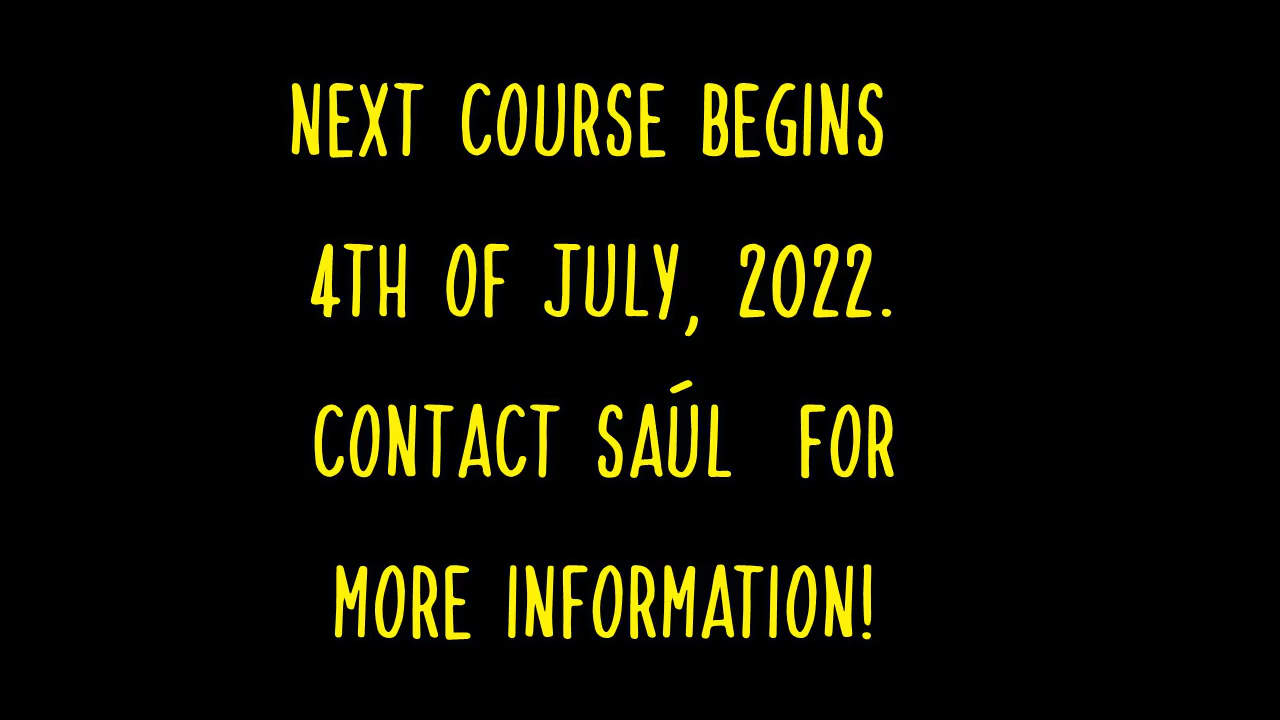 NEXT COURSE BEGINS
4TH OF JULY, 2022.
CONTACT SAÚL FOR
MORE INFORMATION!